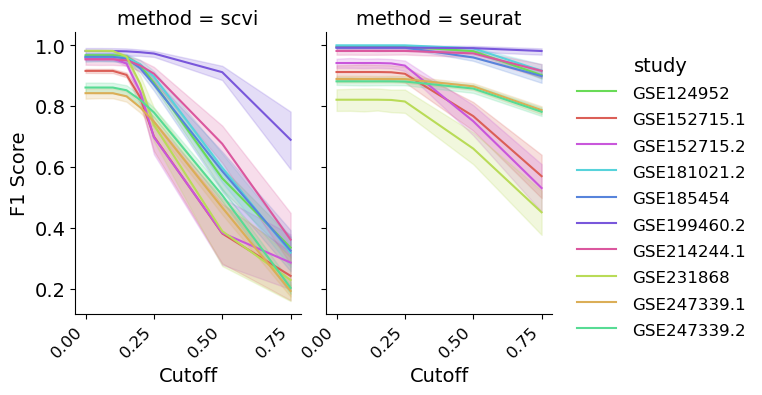 method = scvi
method = seurat
F1 Score
1.0
0.8
0.6
0.4
0.2
0.00
0.25
0.50
0.75
Cutoff
0.00
0.25
0.50
0.75
Cutoff
study
GSE124952
GSE152715.1
GSE152715.2
GSE181021.2
GSE185454
GSE199460.2
GSE214244.1
GSE231868
GSE247339.1
GSE247339.2